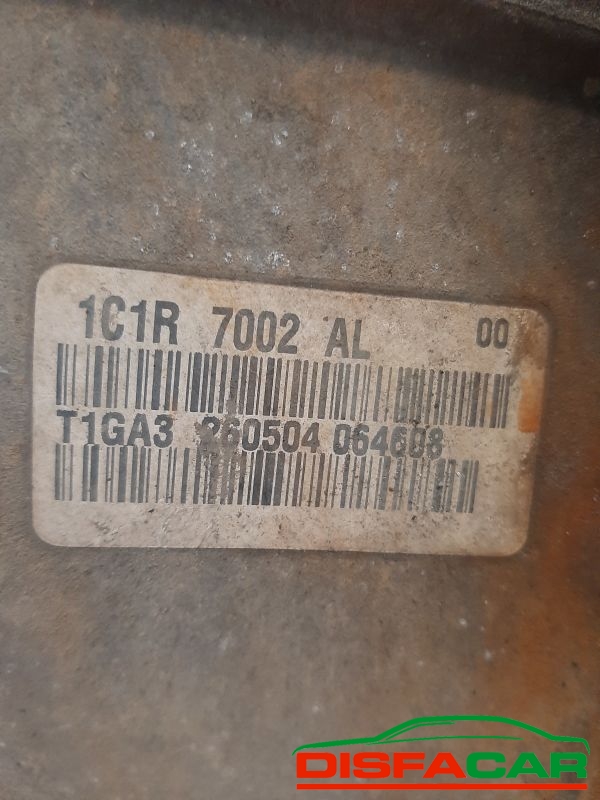 1C1R 7002 AL 00
T1GA3 260504 064608
DISFACAR